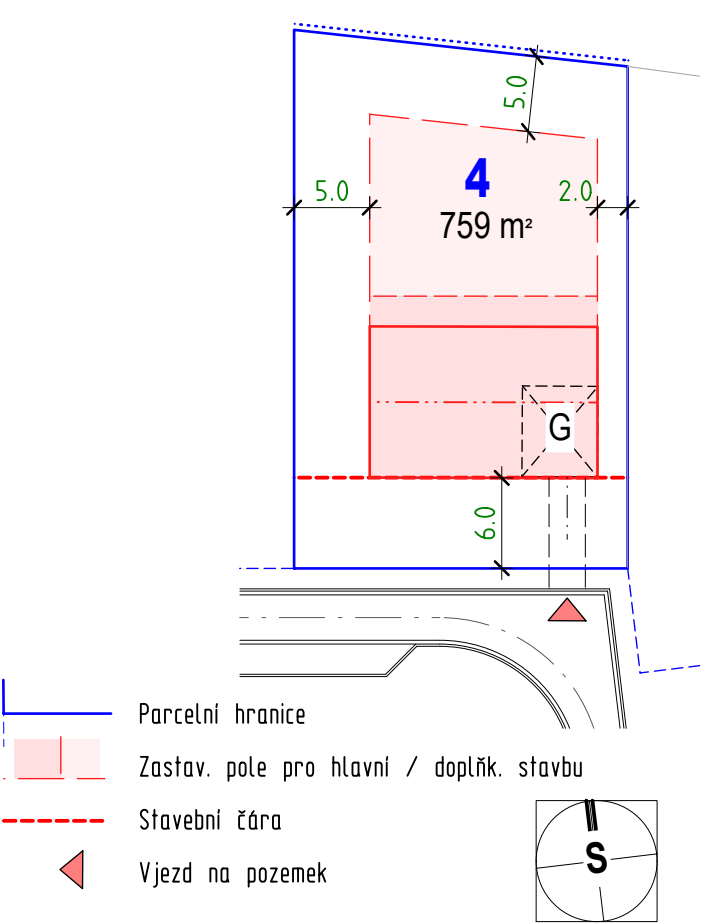 5.0
4
5.0
2.0
759 m²
G
6.0
Parcelní hranice
Zastav. pole pro hlavní / doplňk. stavbu
Stavební čára
Vjezd na pozemek
S